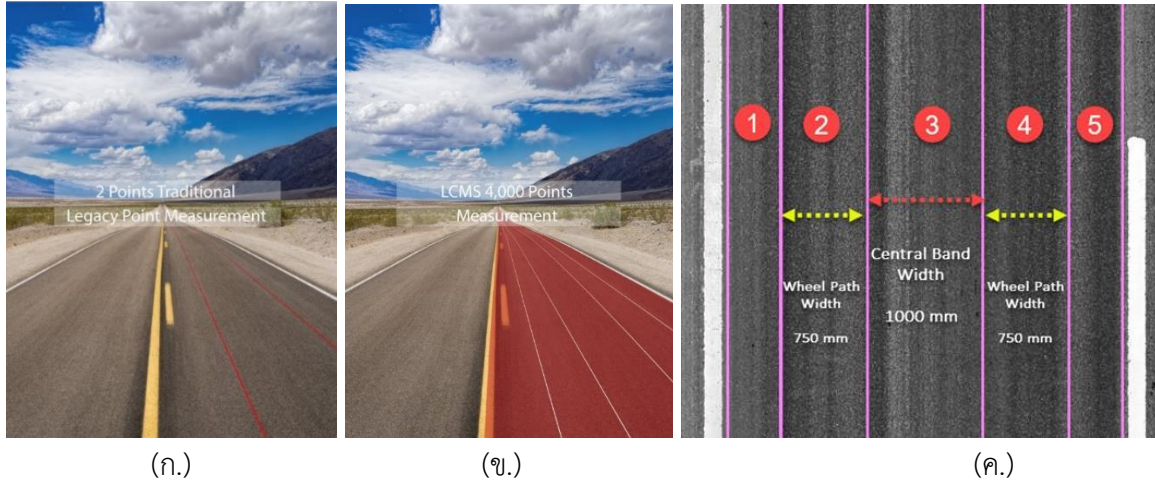 2 Points Traditional
Legacy Point Measurement
LCMS 4,000 Points
Measurement
1
2
3
4
5
Central Band
Width
1000 mm
Wheel Path
Width
750 mm
Wheel Path
Width
750 mm
(ก.)
(ข.)
(ค.)